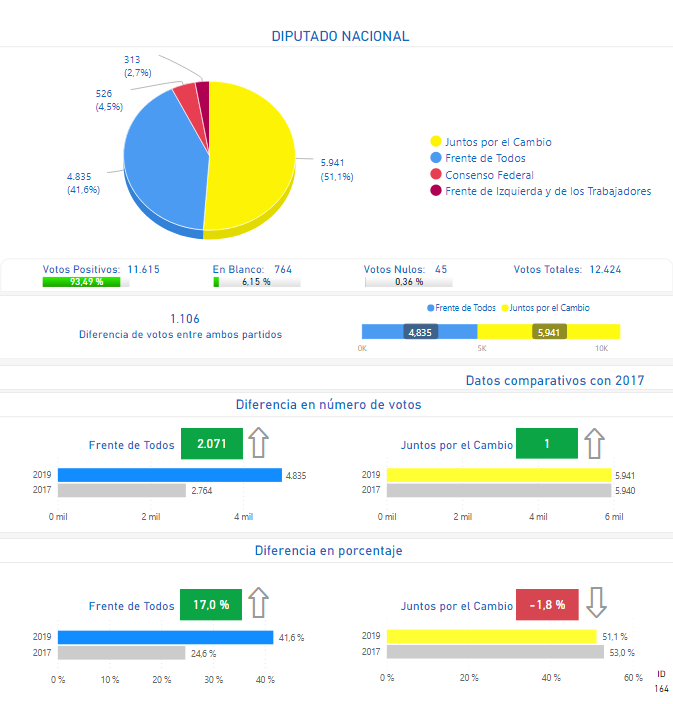 DIPUTADO NACIONAL
313
(2,7%)
526
(4,5%)
4.835
(41,6%)
5.941
(51,1%)
Juntos por el Cambio
Frente de Todos
Consenso Federal
Frente de Izquierda y de los Trabajadores
Votos Positivos: 11.615
93,49 %
En Blanco: 764
6,15 %
Votos Nulos: 45
0,36 %
Votos Totales: 12.424
1.106
Diferencia de votos entre ambos partidos
Frente de Todos Juntos por el Cambio
4,835 5,941
0K 5K 10K
Datos comparativos con 2017
Diferencia en número de votos
Frente de Todos 2.071
2019 4.835
2017 2.764
0 mil 2 mil 4 mil
Juntos por el Cambio 1
2019 5.941
2017 5.940
0 mil 2 mil 4 mil 6 mil
Diferencia en porcentaje
Frente de Todos 17,0 %
2019 41,6 %
2017 24,6 %
0 % 10 % 20 % 30 % 40 %
Juntos por el Cambio -1,8 %
2019 51,1 %
2017 53,0 %
0 % 20 % 40 % 60 %
ID
164